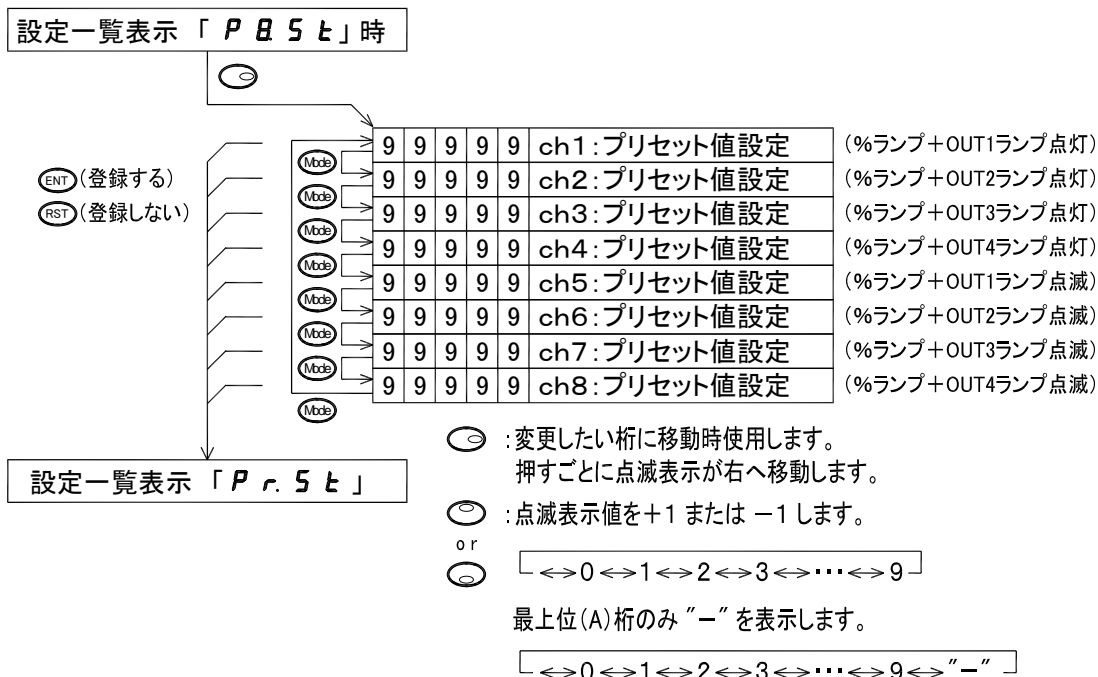 設定一覧表示 「 P 8. 5 t」時
9 9 9 9 9 ch1:プリセット値設定 (%ランプ+OUT1ランプ点灯)
Mode
ENT (登録する)
9 9 9 9 9 ch2:プリセット値設定 (%ランプ+OUT2ランプ点灯)
Mode
RST (登録しない)
9 9 9 9 9 ch3:プリセット値設定 (%ランプ+OUT3ランプ点灯)
Mode
9 9 9 9 9 ch4:プリセット値設定 (%ランプ+OUT4ランプ点灯)
Mode
9 9 9 9 9 ch5:プリセット値設定 (%ランプ+OUT1ランプ点滅)
Mode
9 9 9 9 9 ch6:プリセット値設定 (%ランプ+OUT2ランプ点滅)
Mode
9 9 9 9 9 ch7:プリセット値設定 (%ランプ+OUT3ランプ点滅)
Mode
9 9 9 9 9 ch8:プリセット値設定 (%ランプ+OUT4ランプ点滅)
Mode
設定一覧表示 「 P r. 5 t 」
:変更したい桁に移動時使用します。
押すごとに点滅表示が右へ移動します。
:点滅表示値を+1 または -1 します。
or
⟷0⟷1⟷2⟷3⟷…⟷9
最上位(A)桁のみ "-" を表示します。
⟷0⟷1⟷2⟷3⟷…⟷9⟷"-"